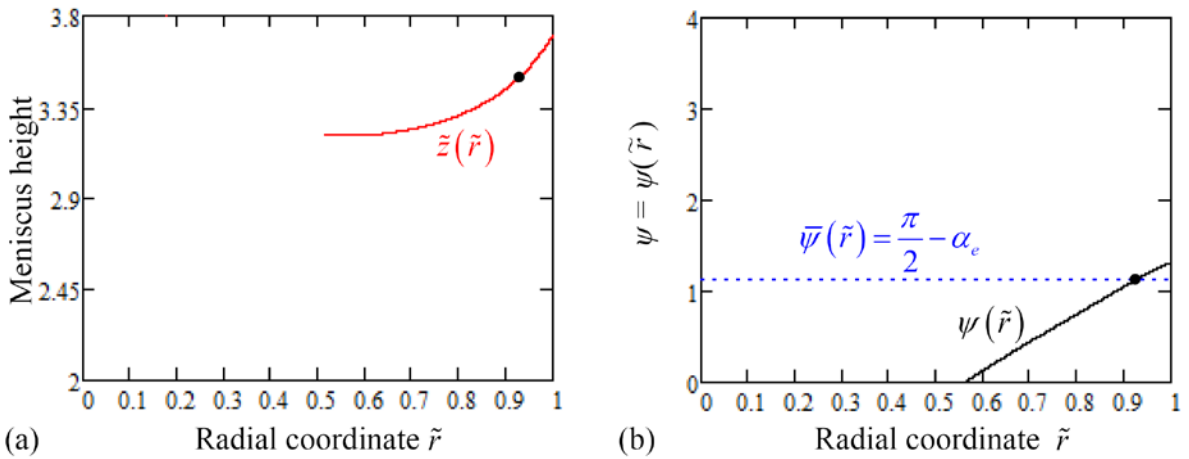 3.8
3.35
2.9
2.45
2
Meniscus height
z̃(r̃)
0 0.1 0.2 0.3 0.4 0.5 0.6 0.7 0.8 0.9 1
(a) Radial coordinate r̃
4
3
2
1
0
ψ = ψ(r̃)
ψ̄(r̃) = π/2 − αₑ
ψ(r̃)
0 0.1 0.2 0.3 0.4 0.5 0.6 0.7 0.8 0.9 1
(b) Radial coordinate r̃